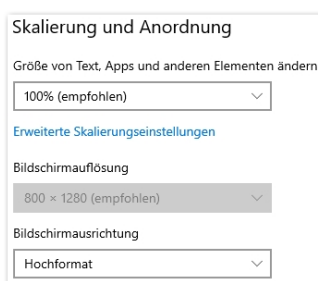 Skalierung und Anordnung
Größe von Text, Apps und anderen Elementen ändern
100% (empfohlen)
Erweiterte Skalierungseinstellungen
Bildschirmauflösung
800 × 1280 (empfohlen)
Bildschirmausrichtung
Hochformat